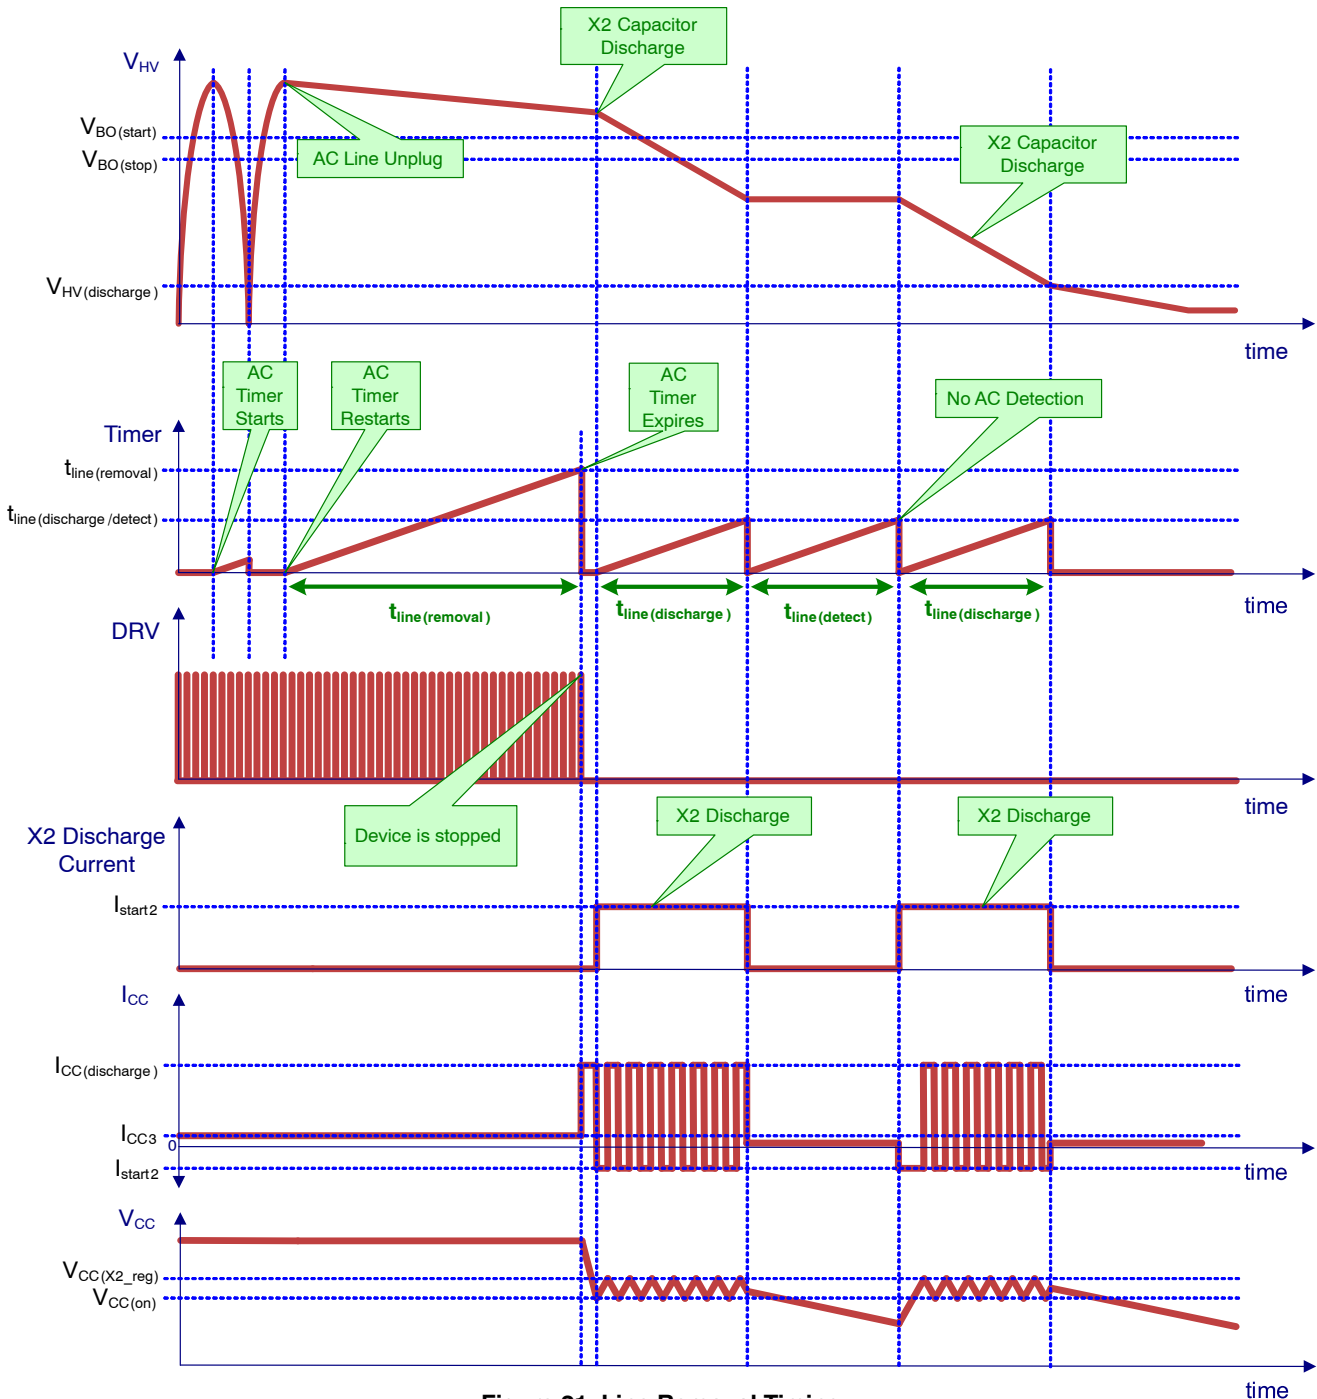 X2 Capacitor
Discharge
VHV
VBO(start)
VBO(stop)
AC Line Unplug
X2 Capacitor
Discharge
VHV(discharge)
time
AC
Timer
Starts
AC
Timer
Restarts
AC
Timer
Expires
No AC Detection
Timer
tline(removal)
tline(discharge/detect)
tline(removal)
tline(discharge)
tline(detect)
tline(discharge)
time
DRV
Device is stopped
time
X2 Discharge
X2 Discharge
X2 Discharge
Current
Istart2
time
ICC
ICC(discharge)
ICC3
0
Istart2
time
VCC
VCC(X2_reg)
VCC(on)
time